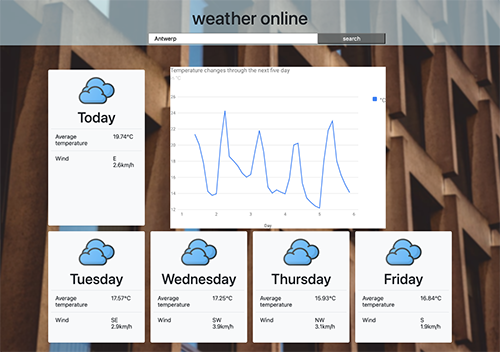 weather online
Antwerp
search
Today
Average temperature 19.74°C
Wind E 2.6km/h
Temperature changes through the next five day
in °C
26
24
22
20
18
16
14
12
1 2 3 4 5 6
Day
°C
Tuesday
Average temperature 17.57°C
Wind SE 2.9km/h
Wednesday
Average temperature 17.25°C
Wind SW 3.9km/h
Thursday
Average temperature 15.93°C
Wind NW 3.1km/h
Friday
Average temperature 16.84°C
Wind S 1.9km/h